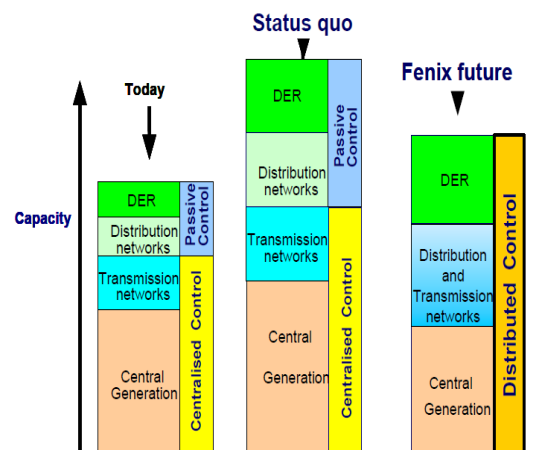 Status quo
Today
Fenix future
Capacity
DER
Distribution
networks
Transmission
networks
Central
Generation
Passive
Control
Centralised Control
DER
Distribution
networks
Transmission
networks
Central
Generation
Passive
Control
Centralised Control
DER
Distribution
and
Transmission
networks
Central
Generation
Distributed Control